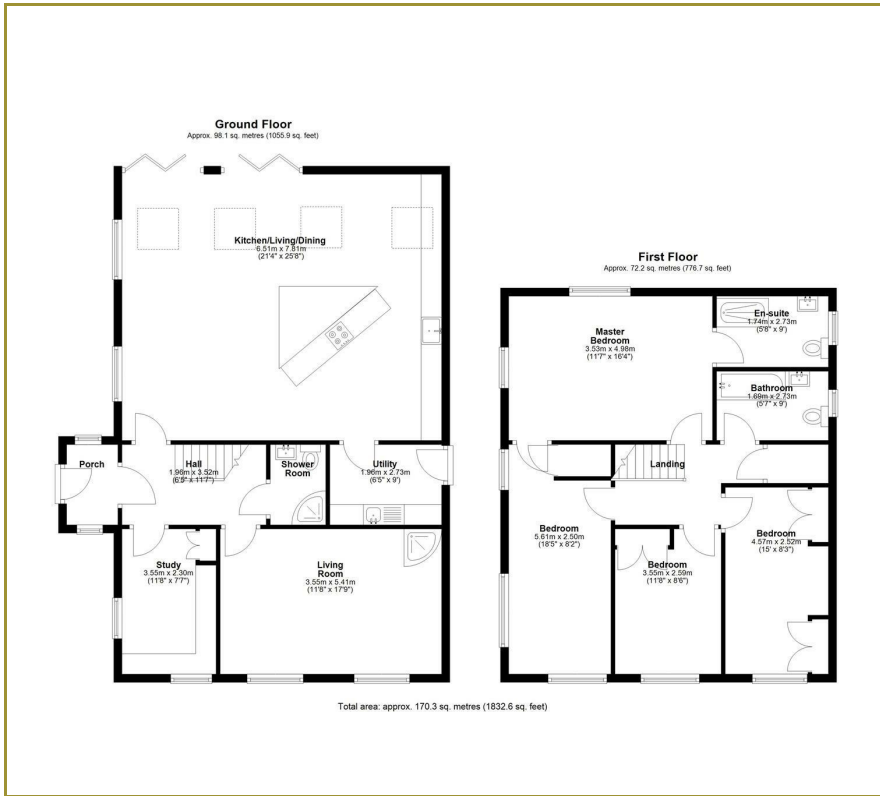 Ground Floor
Approx. 98.1 sq. metres (1055.9 sq. feet)
Kitchen/Living/Dining
6.51m x 7.81m
(21'4" x 25'8")
Porch
Hall
1.96m x 3.52m
(6'5" x 11'7")
Shower
Room
Utility
1.96m x 2.73m
(6'5" x 9')
Study
3.55m x 2.30m
(11'8" x 7'7")
Living
Room
3.55m x 5.41m
(11'8" x 17'9")
First Floor
Approx. 72.2 sq. metres (776.7 sq. feet)
Master
Bedroom
3.53m x 4.98m
(11'7" x 16'4")
En-suite
1.74m x 2.73m
(5'8" x 9')
Bathroom
1.69m x 2.73m
(5'7" x 9')
Landing
Bedroom
5.61m x 2.50m
(18'5" x 8'2")
Bedroom
3.55m x 2.59m
(11'8" x 8'6")
Bedroom
4.57m x 2.52m
(15' x 8'3")
Total area: approx. 170.3 sq. metres (1832.6 sq. feet)